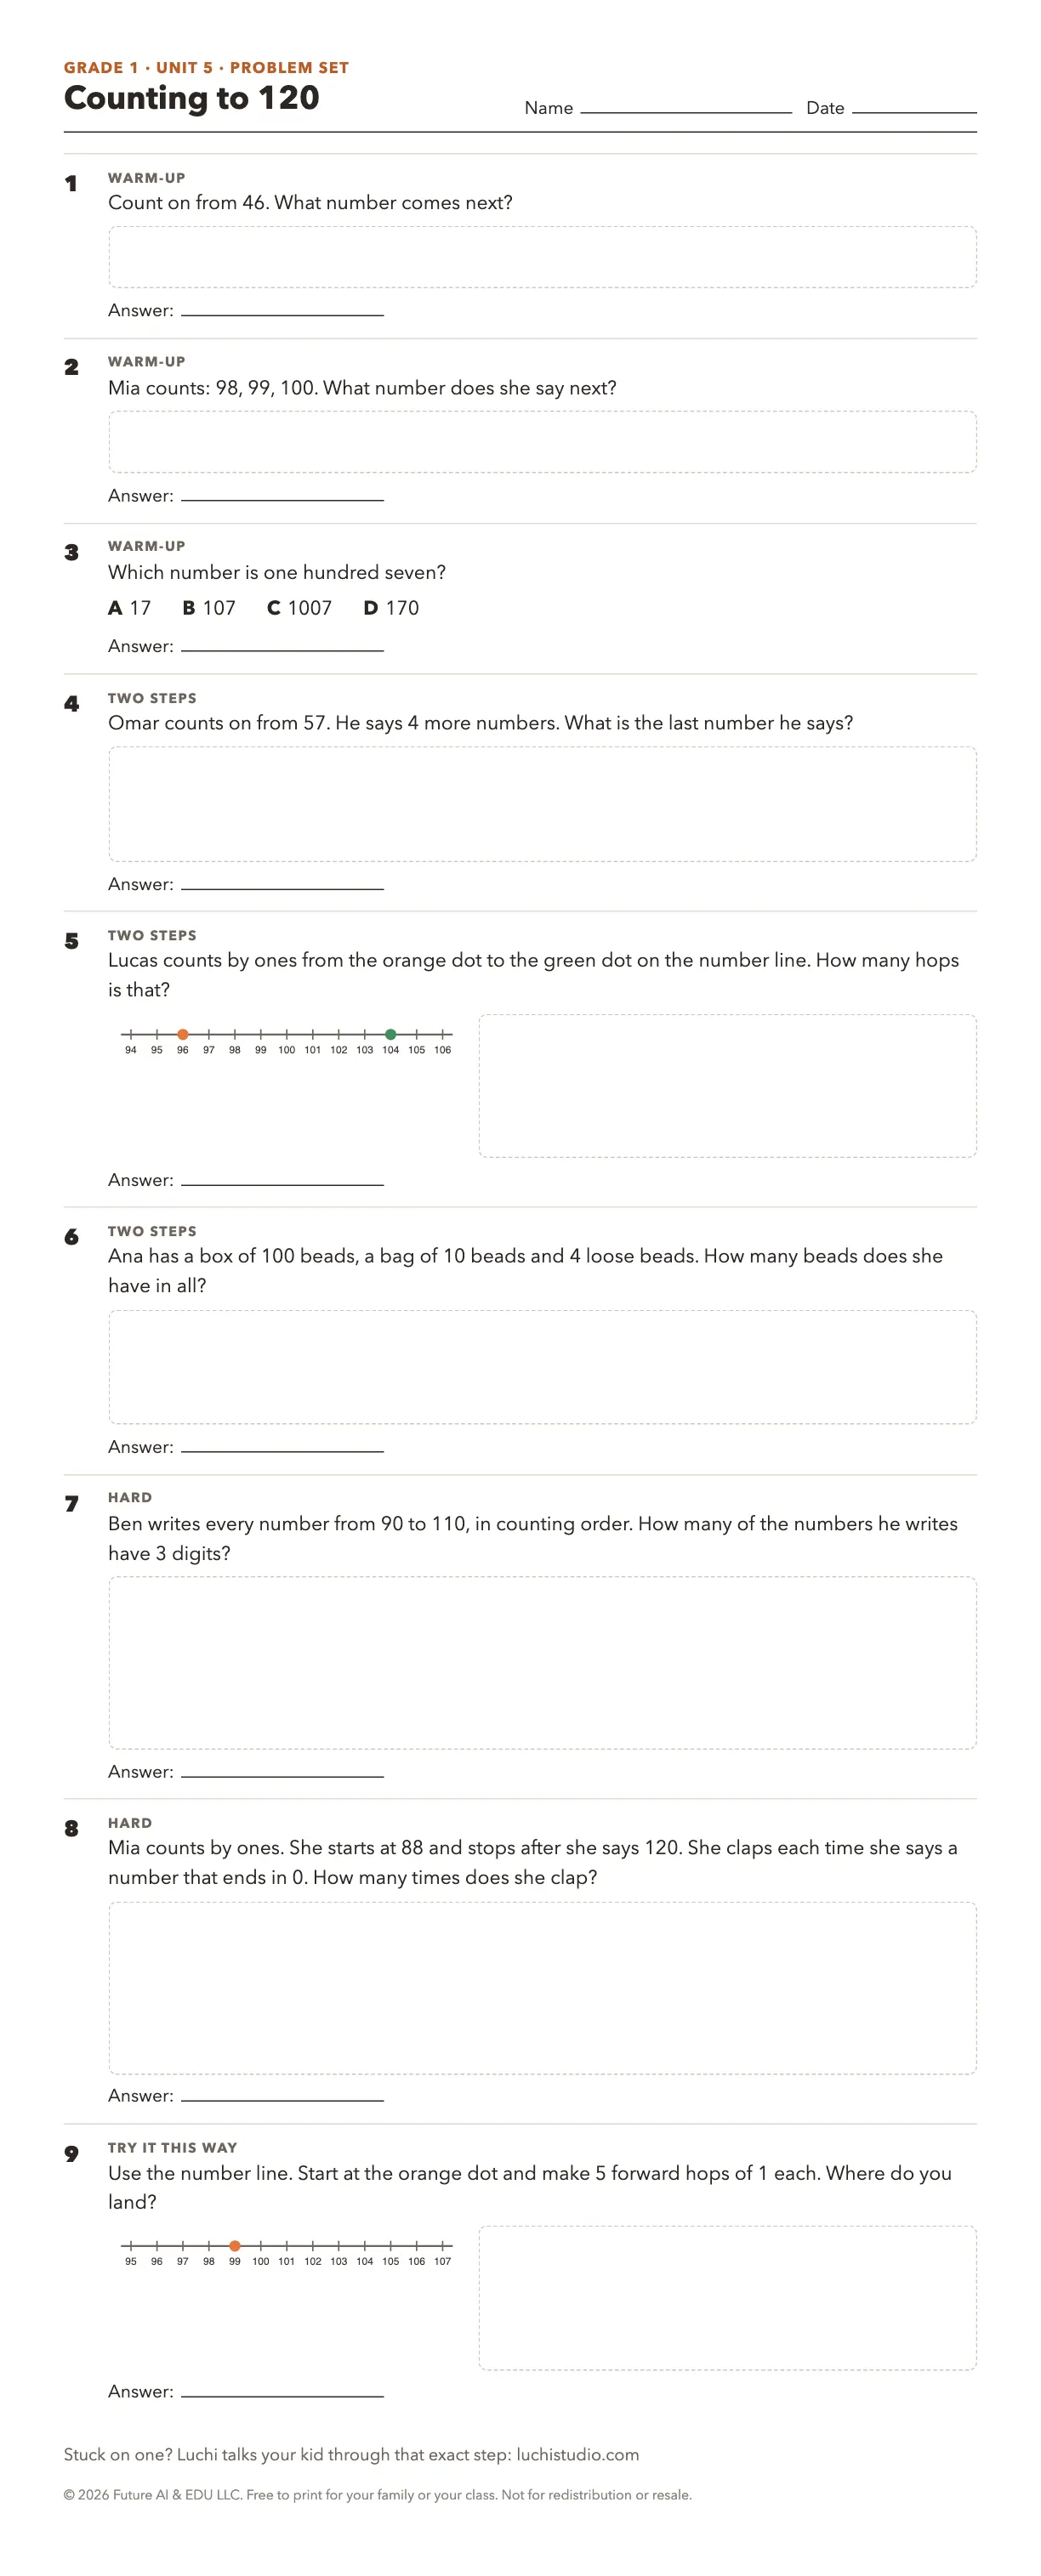 GRADE 1 · UNIT 5 · PROBLEM SET
Counting to 120
Name Date
1 WARM-UP
Count on from 46. What number comes next?
Answer:
2 WARM-UP
Mia counts: 98, 99, 100. What number does she say next?
Answer:
3 WARM-UP
Which number is one hundred seven?
A 17 B 107 C 1007 D 170
Answer:
4 TWO STEPS
Omar counts on from 57. He says 4 more numbers. What is the last number he says?
Answer:
5 TWO STEPS
Lucas counts by ones from the orange dot to the green dot on the number line. How many hops
is that?
94 95 96 97 98 99 100 101 102 103 104 105 106
Answer:
6 TWO STEPS
Ana has a box of 100 beads, a bag of 10 beads and 4 loose beads. How many beads does she
have in all?
Answer:
7 HARD
Ben writes every number from 90 to 110, in counting order. How many of the numbers he writes
have 3 digits?
Answer:
8 HARD
Mia counts by ones. She starts at 88 and stops after she says 120. She claps each time she says a
number that ends in 0. How many times does she clap?
Answer:
9 TRY IT THIS WAY
Use the number line. Start at the orange dot and make 5 forward hops of 1 each. Where do you
land?
95 96 97 98 99 100 101 102 103 104 105 106 107
Answer:
Stuck on one? Luchi talks your kid through that exact step: luchistudio.com
© 2026 Future AI & EDU LLC. Free to print for your family or your class. Not for redistribution or resale.